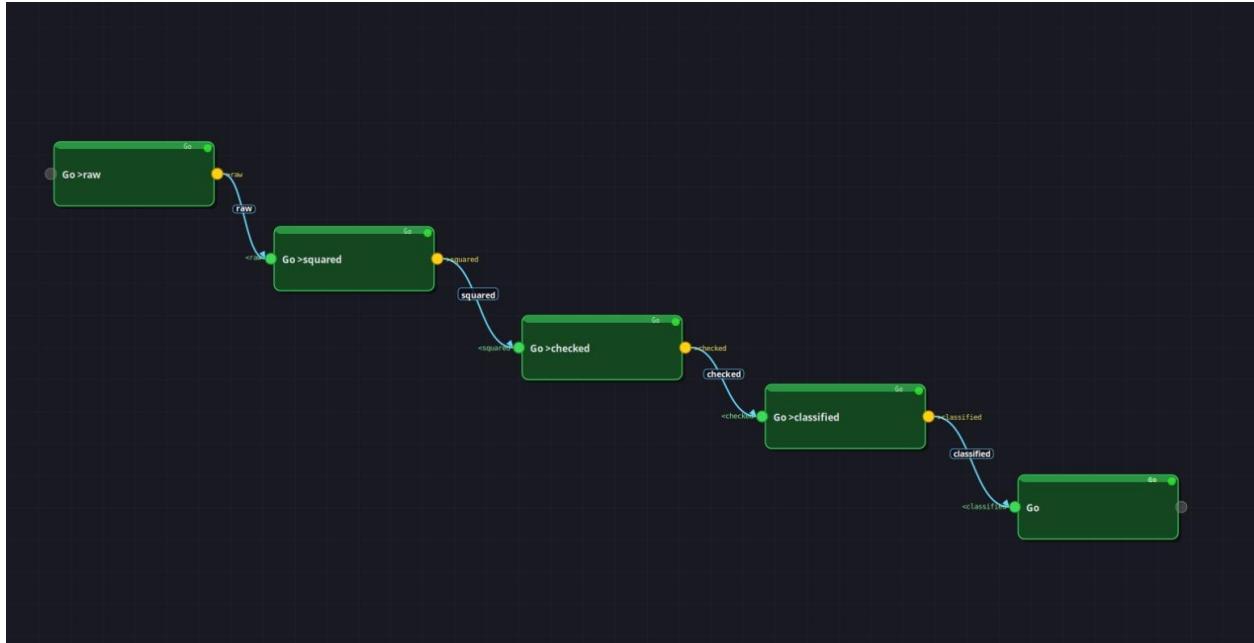 Go
Go >raw
>raw
raw
Go
<raw
Go >squared
>squared
squared
Go
<squared
Go >checked
>checked
checked
Go
<checked
Go >classified
>classified
classified
Go
<classified
Go